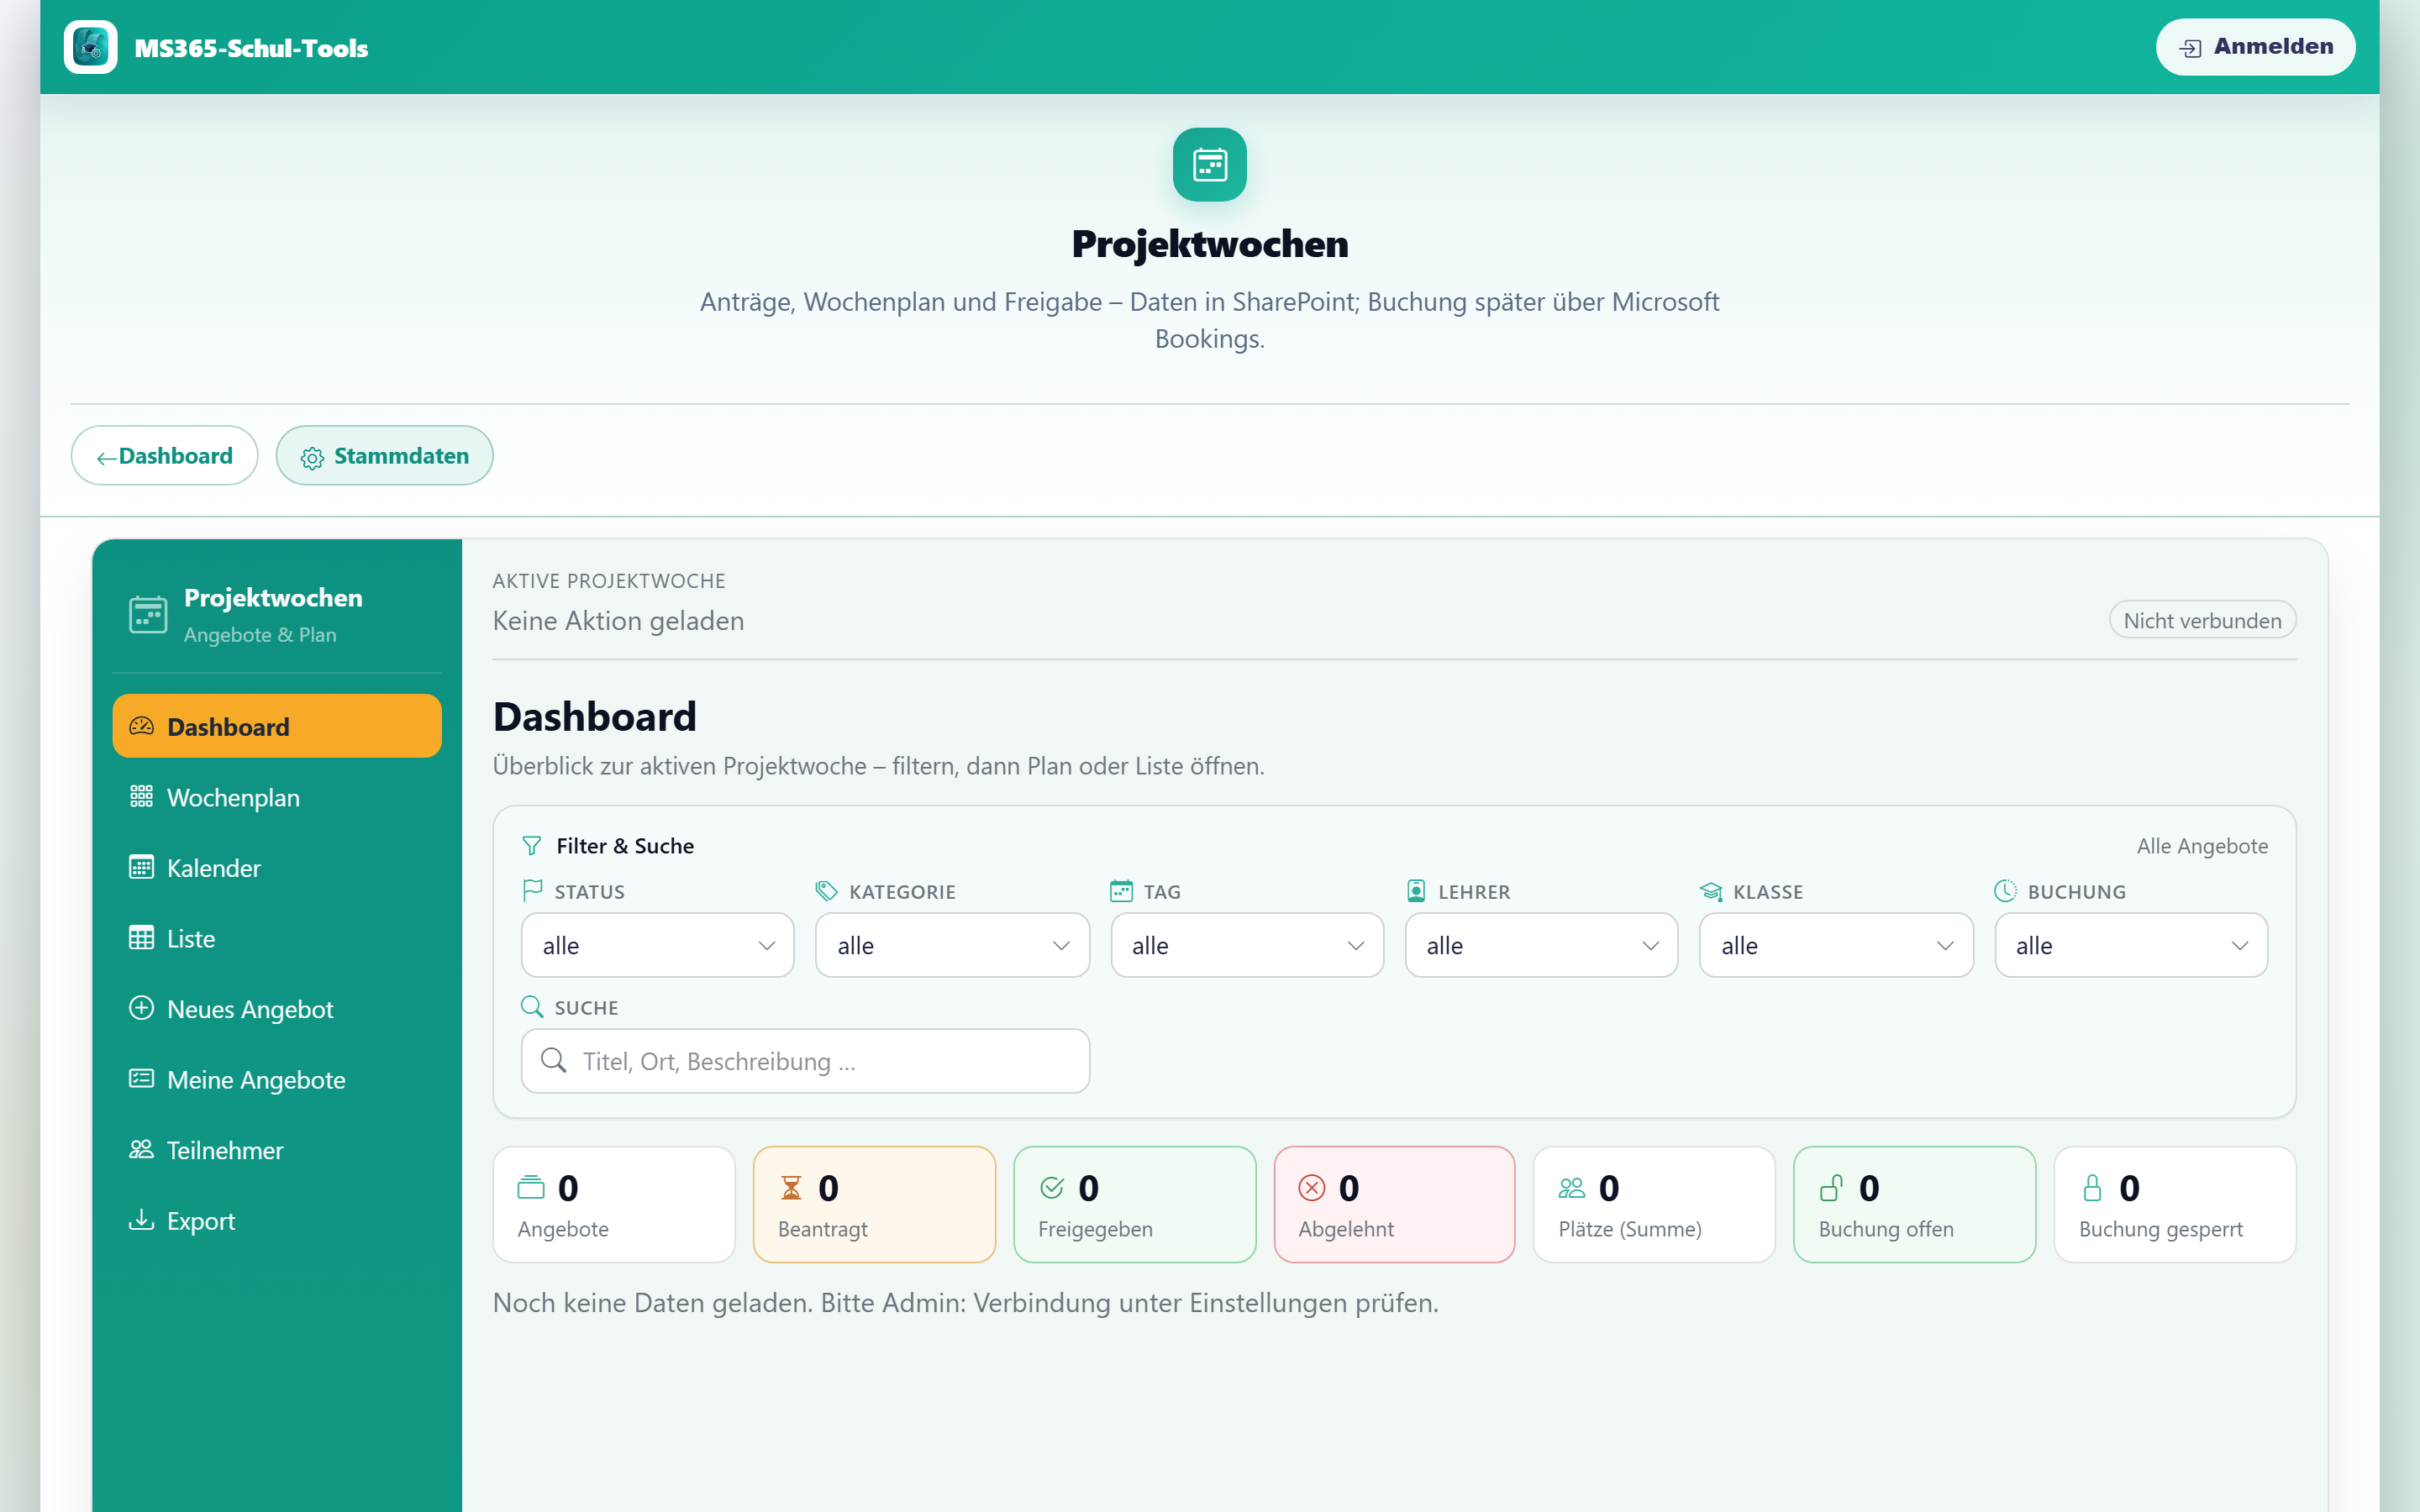 MS365-Schul-Tools
Anmelden
Projektwochen
Anträge, Wochenplan und Freigabe – Daten in SharePoint; Buchung später über Microsoft
Bookings.
←Dashboard
Stammdaten
Projektwochen
Angebote & Plan
Dashboard
Wochenplan
Kalender
Liste
Neues Angebot
Meine Angebote
Teilnehmer
Export
AKTIVE PROJEKTWOCHE
Keine Aktion geladen
Nicht verbunden
Dashboard
Überblick zur aktiven Projektwoche – filtern, dann Plan oder Liste öffnen.
Filter & Suche
Alle Angebote
STATUS
alle
KATEGORIE
alle
TAG
alle
LEHRER
alle
KLASSE
alle
BUCHUNG
alle
SUCHE
Titel, Ort, Beschreibung ...
0
Angebote
0
Beantragt
0
Freigegeben
0
Abgelehnt
0
Plätze (Summe)
0
Buchung offen
0
Buchung gesperrt
Noch keine Daten geladen. Bitte Admin: Verbindung unter Einstellungen prüfen.